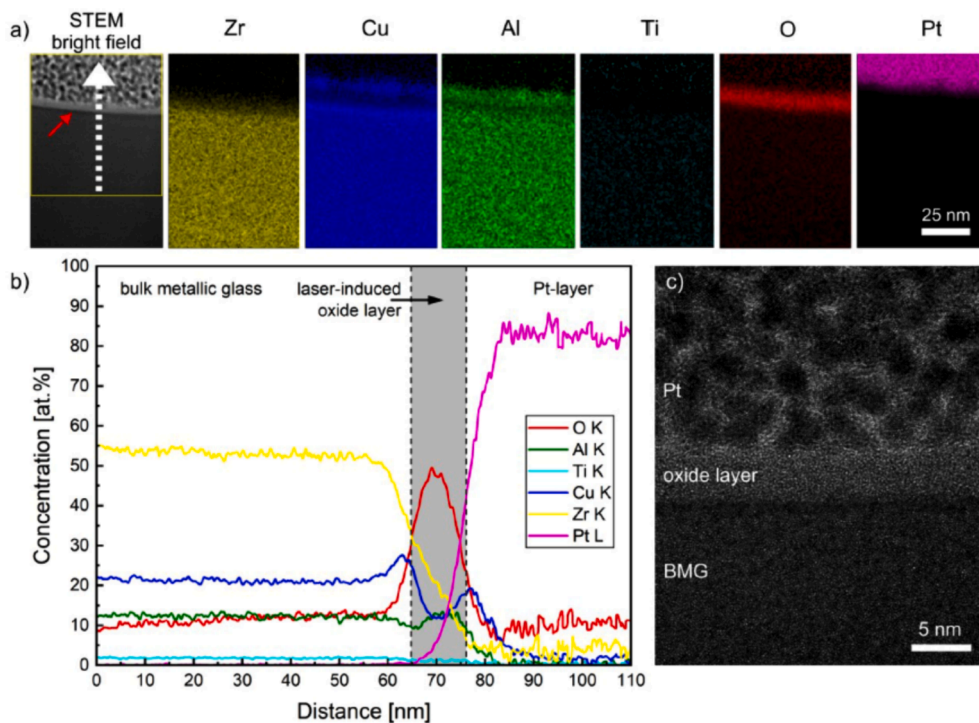 a)
STEM
bright field
Zr
Cu
Al
Ti
O
Pt
25 nm
b)
100
90
80
70
60
50
40
30
20
10
0
Concentration [at.%]
bulk metallic glass
laser-induced
oxide layer
Pt-layer
O K
Al K
Ti K
Cu K
Zr K
Pt L
0 10 20 30 40 50 60 70 80 90 100 110
Distance [nm]
c)
Pt
oxide layer
BMG
5 nm